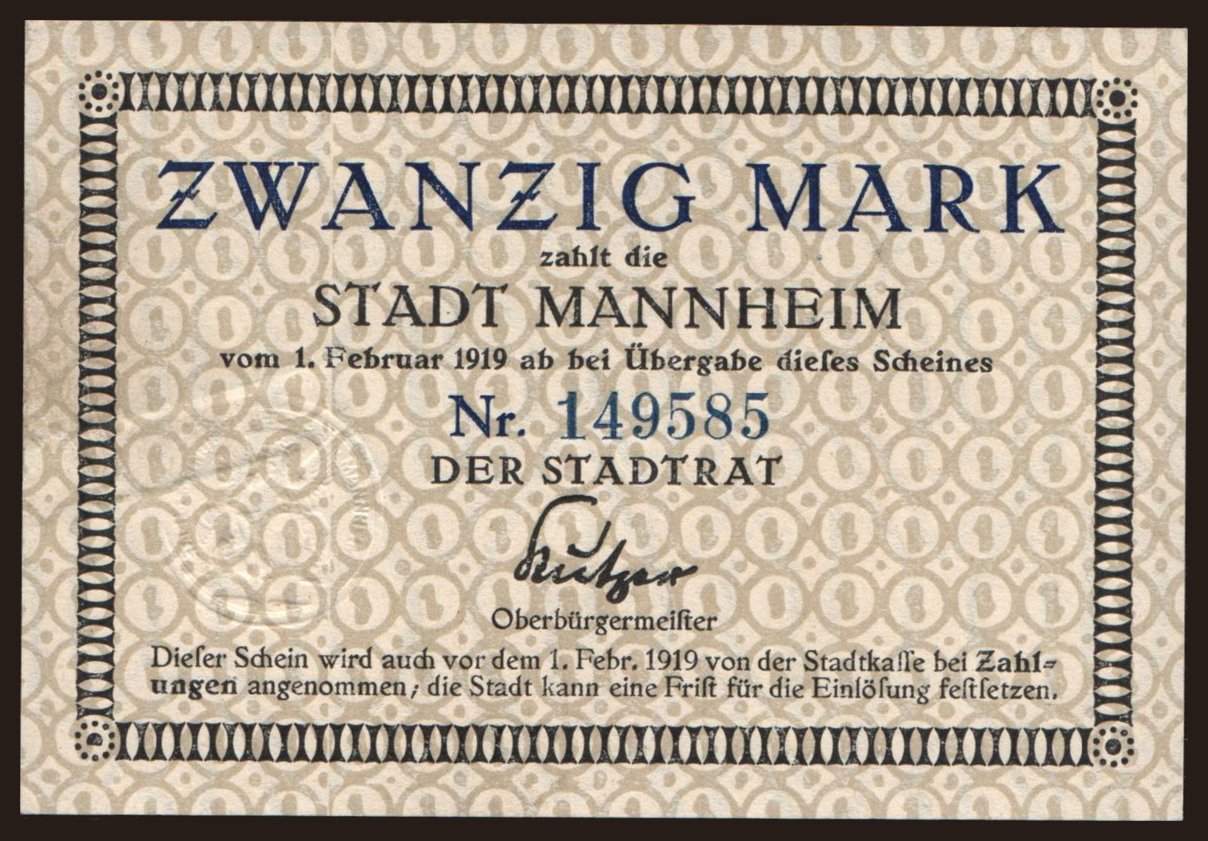 ZWANZIG MARK
zahlt die
STADT MANNHEIM
vom 1. Februar 1919 ab bei Übergabe dieſes Scheines
Nr. 149585
DER STADTRAT
Kutzer
Oberbürgermeiſter
Dieſer Schein wird auch vor dem 1. Febr. 1919 von der Stadtkaſſe bei Zahl-
ungen angenommen; die Stadt kann eine Friſt für die Einlöſung feſtſetzen.